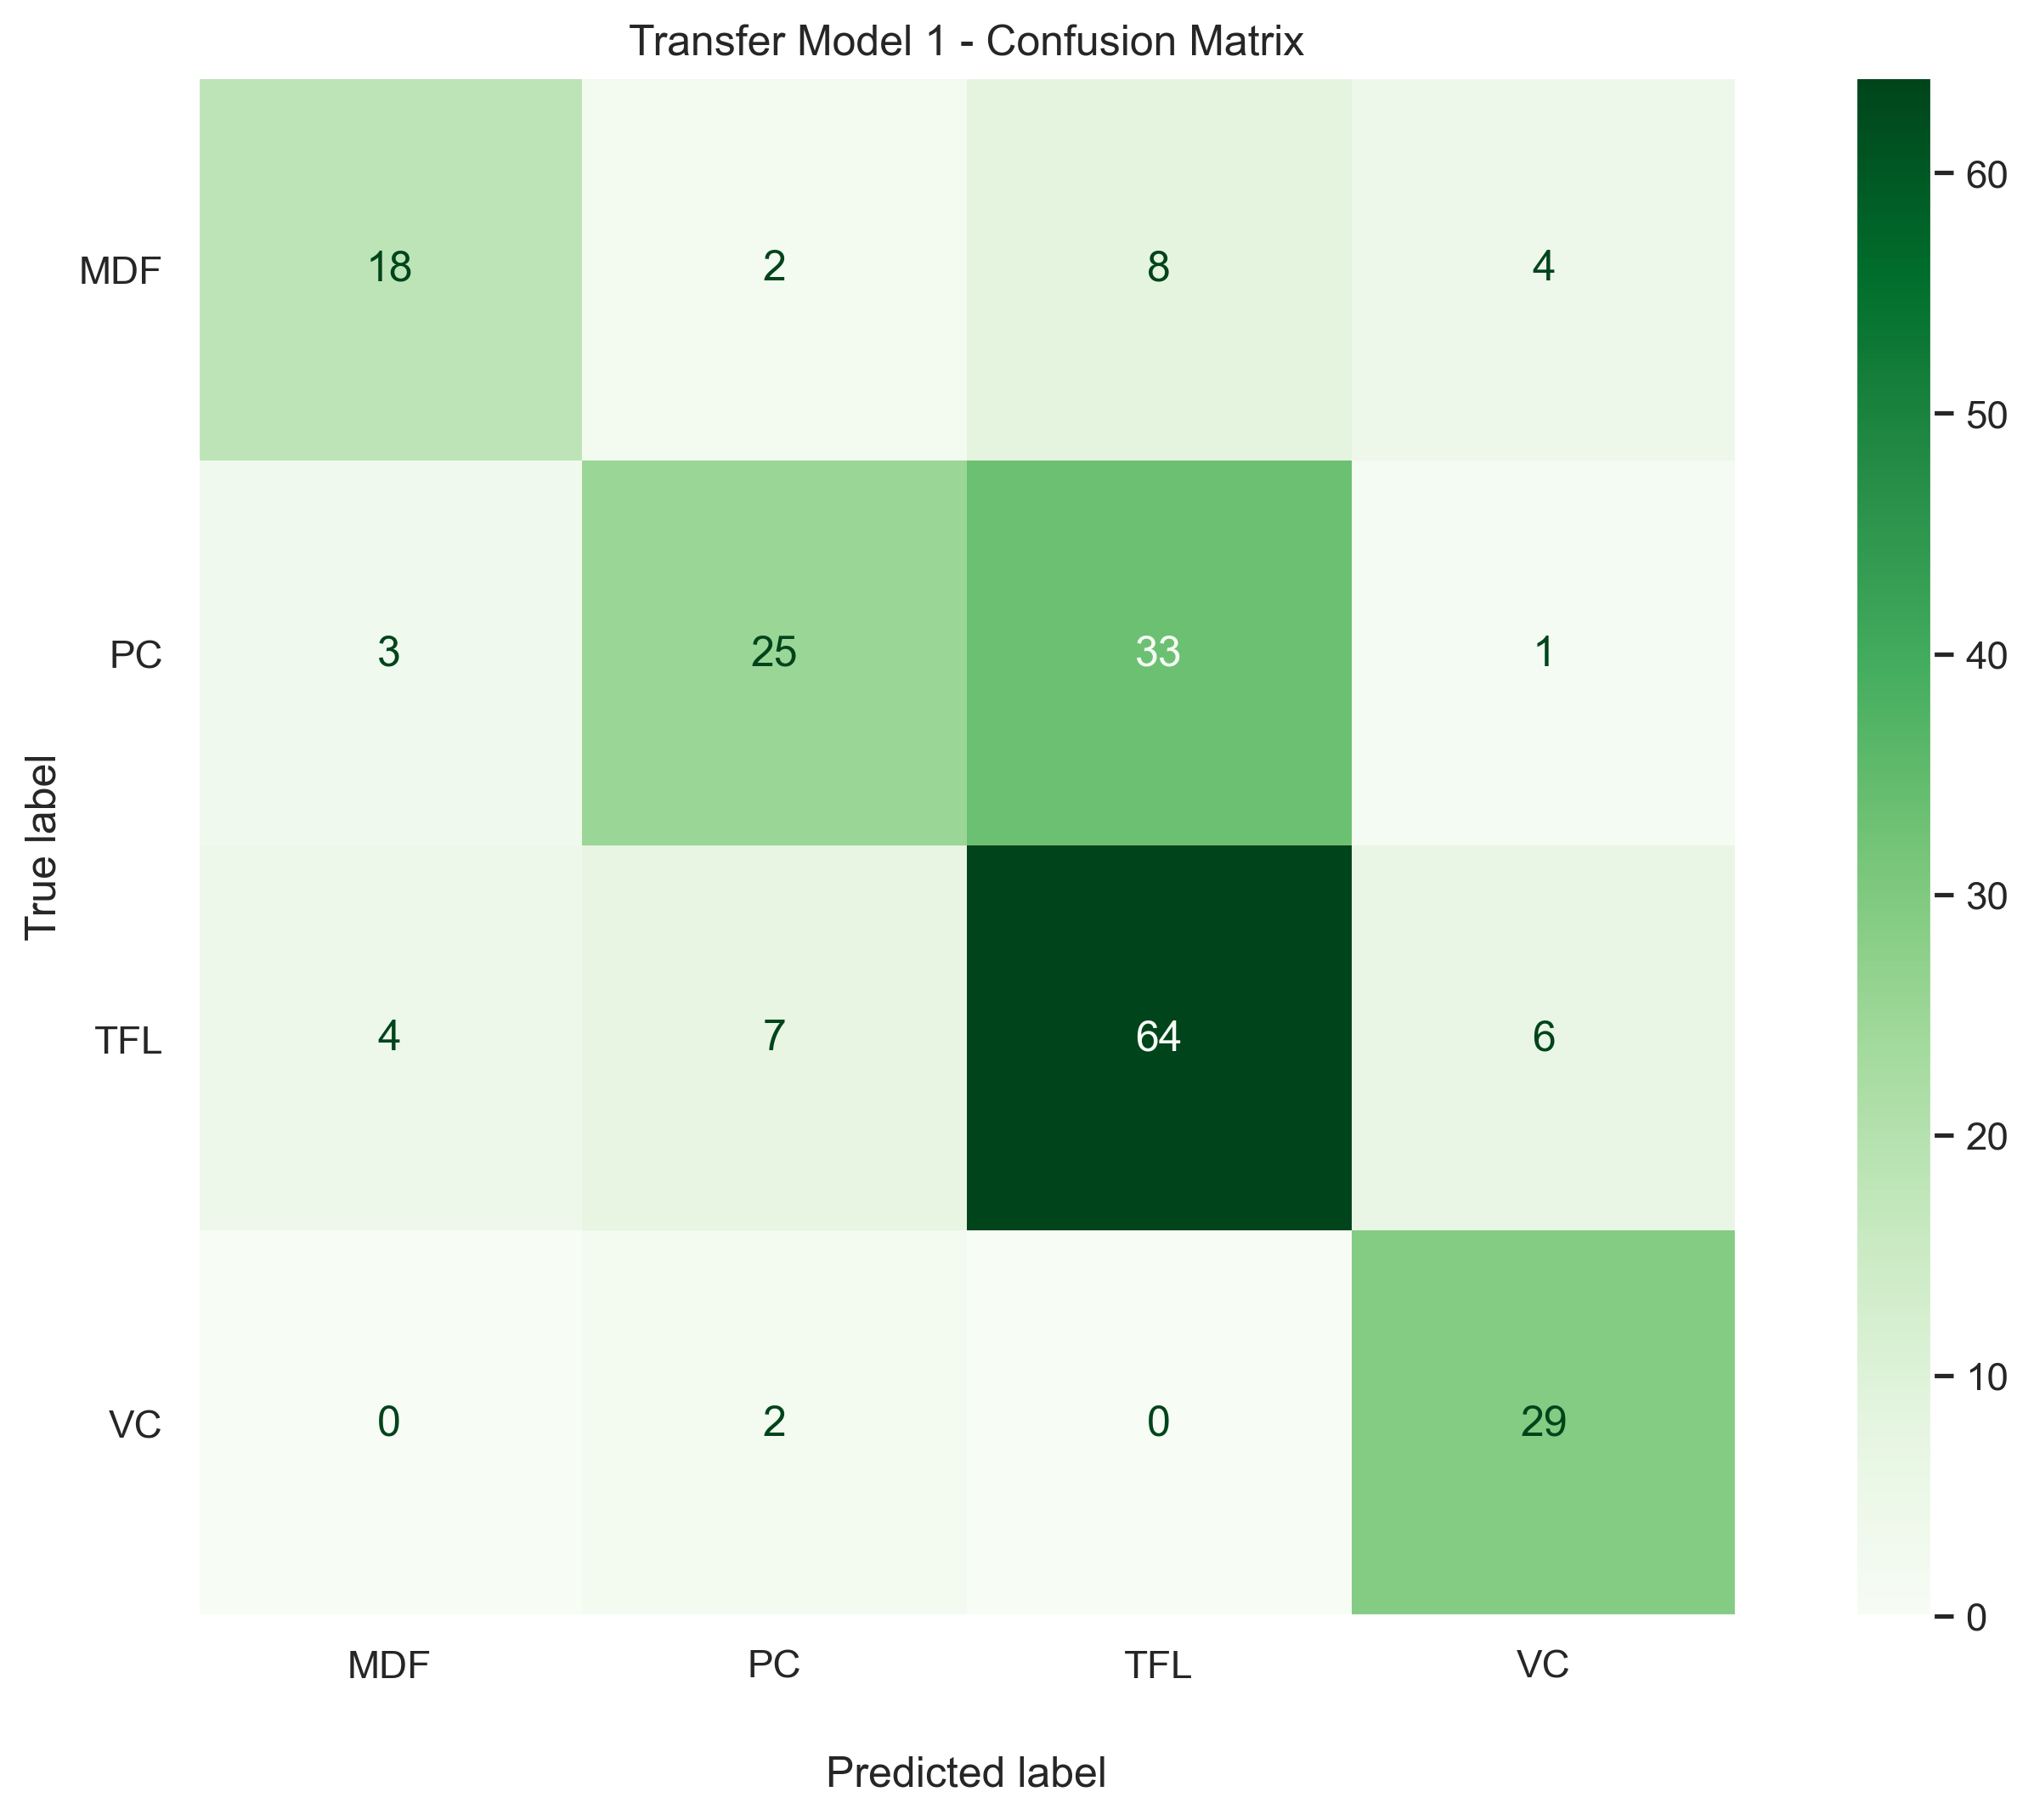 Transfer Model 1 - Confusion Matrix
MDF 18 2 8 4
PC 3 25 33 1
TFL 4 7 64 6
VC 0 2 0 29
MDF PC TFL VC
Predicted label
True label
60
50
40
30
20
10
0